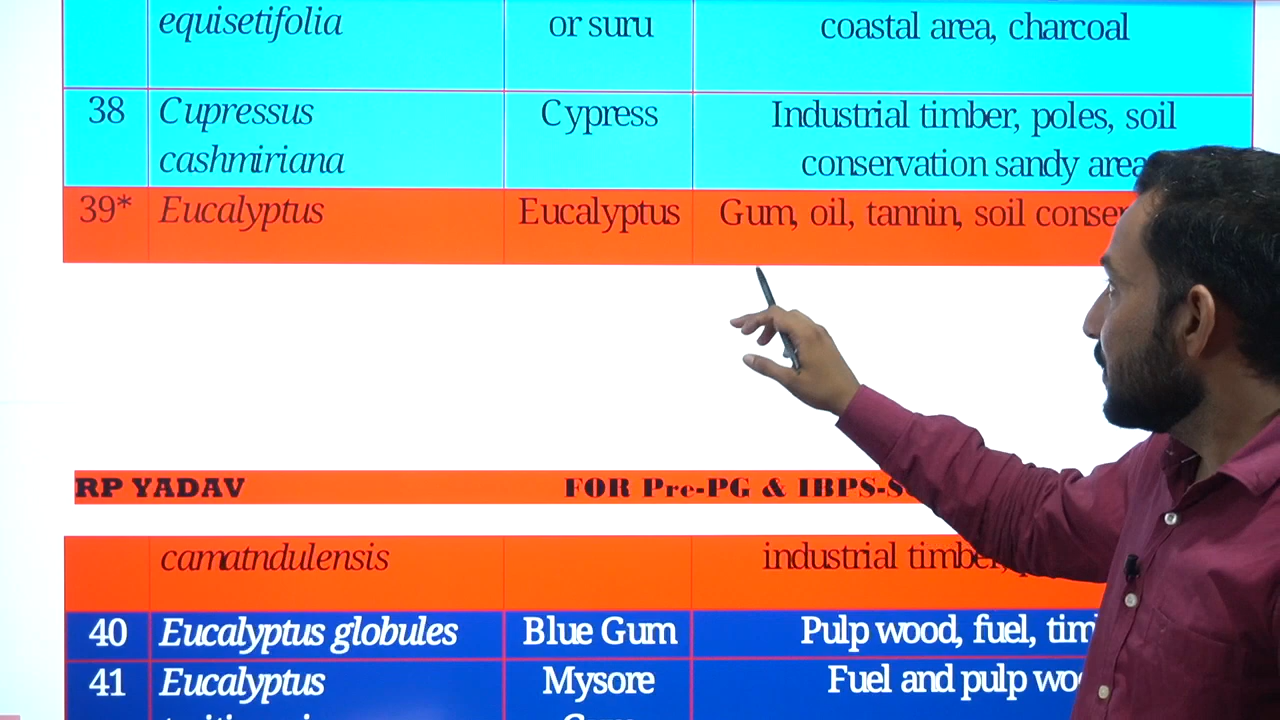 equisetifolia or suru coastal area, charcoal
38 Cupressus Cypress Industrial timber, poles, soil
cashmiriana conservation sandy area
39* Eucalyptus Eucalyptus Gum, oil, tannin, soil conser
RP YADAV FOR Pre-PG & IBPS-S
camatndulensis industrial timber,
40 Eucalyptus globules Blue Gum Pulp wood, fuel, tim
41 Eucalyptus Mysore Fuel and pulp woo